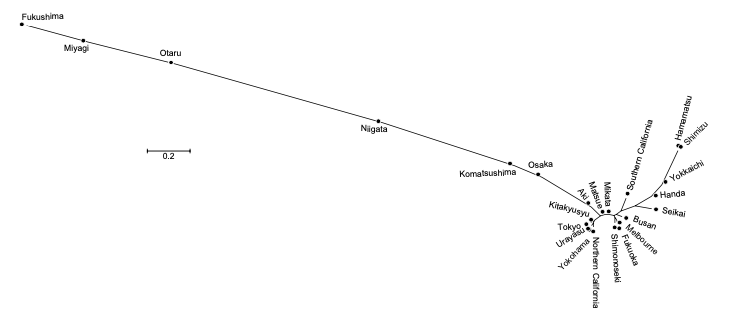 Fukushima
Miyagi
Otaru
Niigata
0.2
Komatsushima
Osaka
Aki
Matsue
Mikata
Southern California
Hamamatsu
Shimizu
Yokkaichi
Handa
Seikai
Busan
Melbourne
Fukuoka
Shimonoseki
Kitakyusyu
Tokyo
Urayasu
Yokohama
Northern California